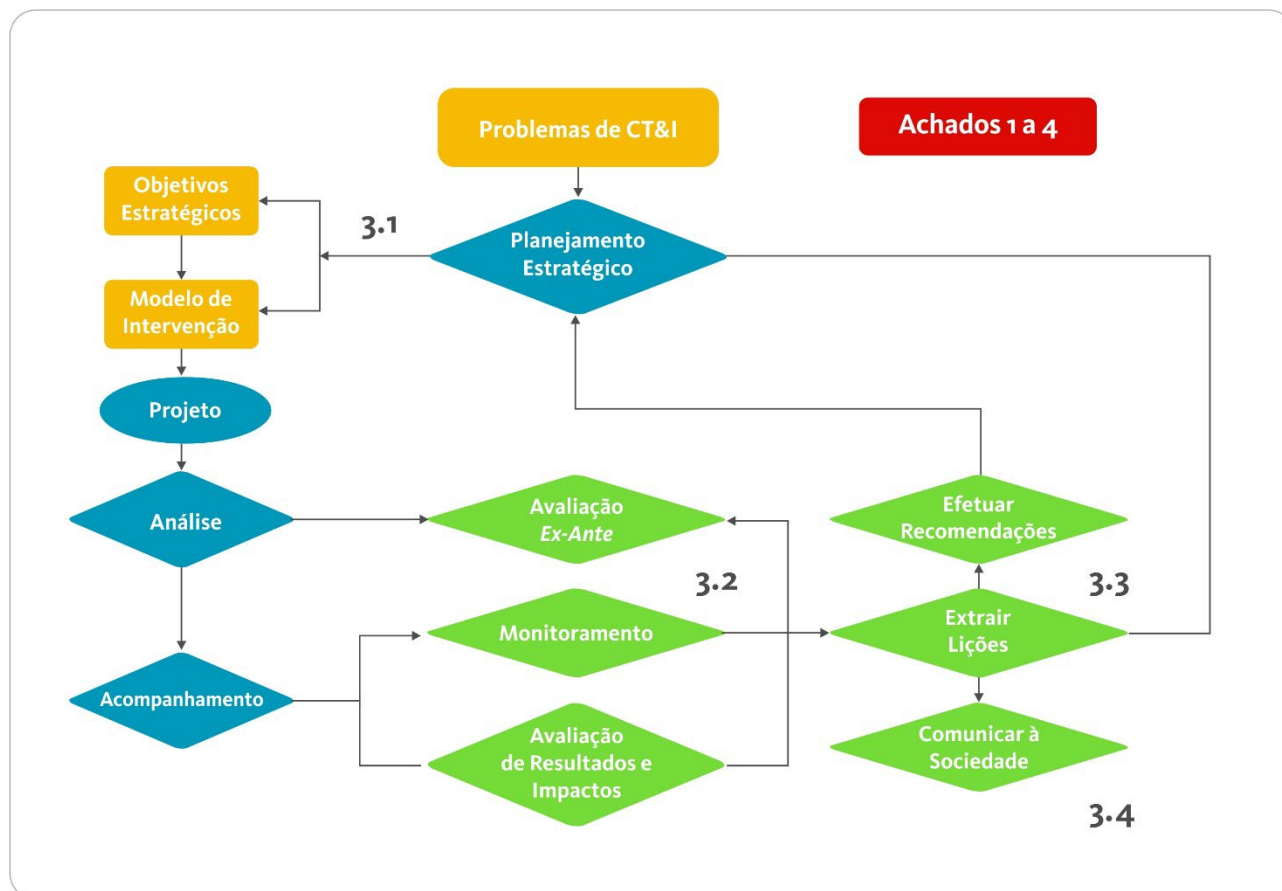 Problemas de CT&I
Achados 1 a 4
Objetivos
Estratégicos
3.1
Planejamento
Estratégico
Modelo de
Intervenção
Projeto
Análise
Avaliação
Ex-Ante
Efetuar
Recomendações
3.2
3.3
Monitoramento
Extrair
Lições
Acompanhamento
Avaliação
de Resultados e
Impactos
Comunicar à
Sociedade
3.4